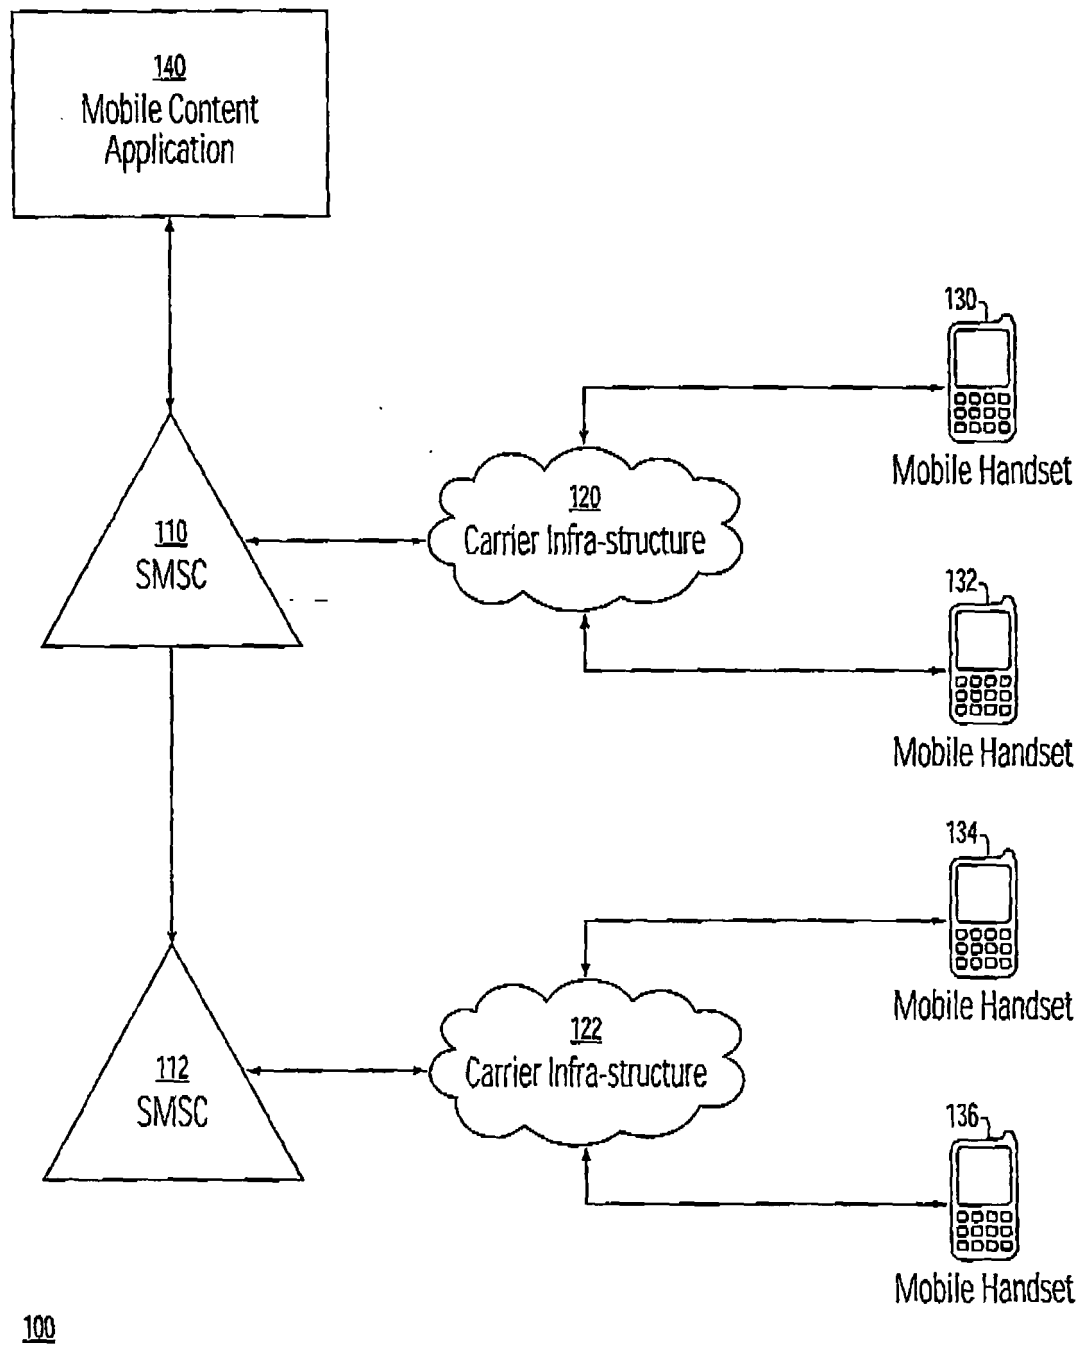 140
Mobile Content
Application
130
Mobile Handset
110
SMSC
120
Carrier Infra-structure
132
Mobile Handset
134
Mobile Handset
112
SMSC
122
Carrier Infra-structure
136
Mobile Handset
100